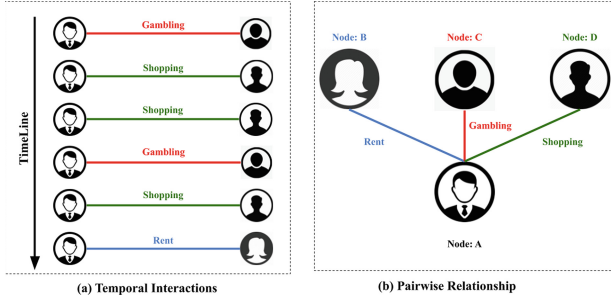 TimeLine
Gambling
Shopping
Shopping
Gambling
Shopping
Rent
(a) Temporal Interactions
Node: B
Node: C
Node: D
Rent
Gambling
Shopping
Node: A
(b) Pairwise Relationship